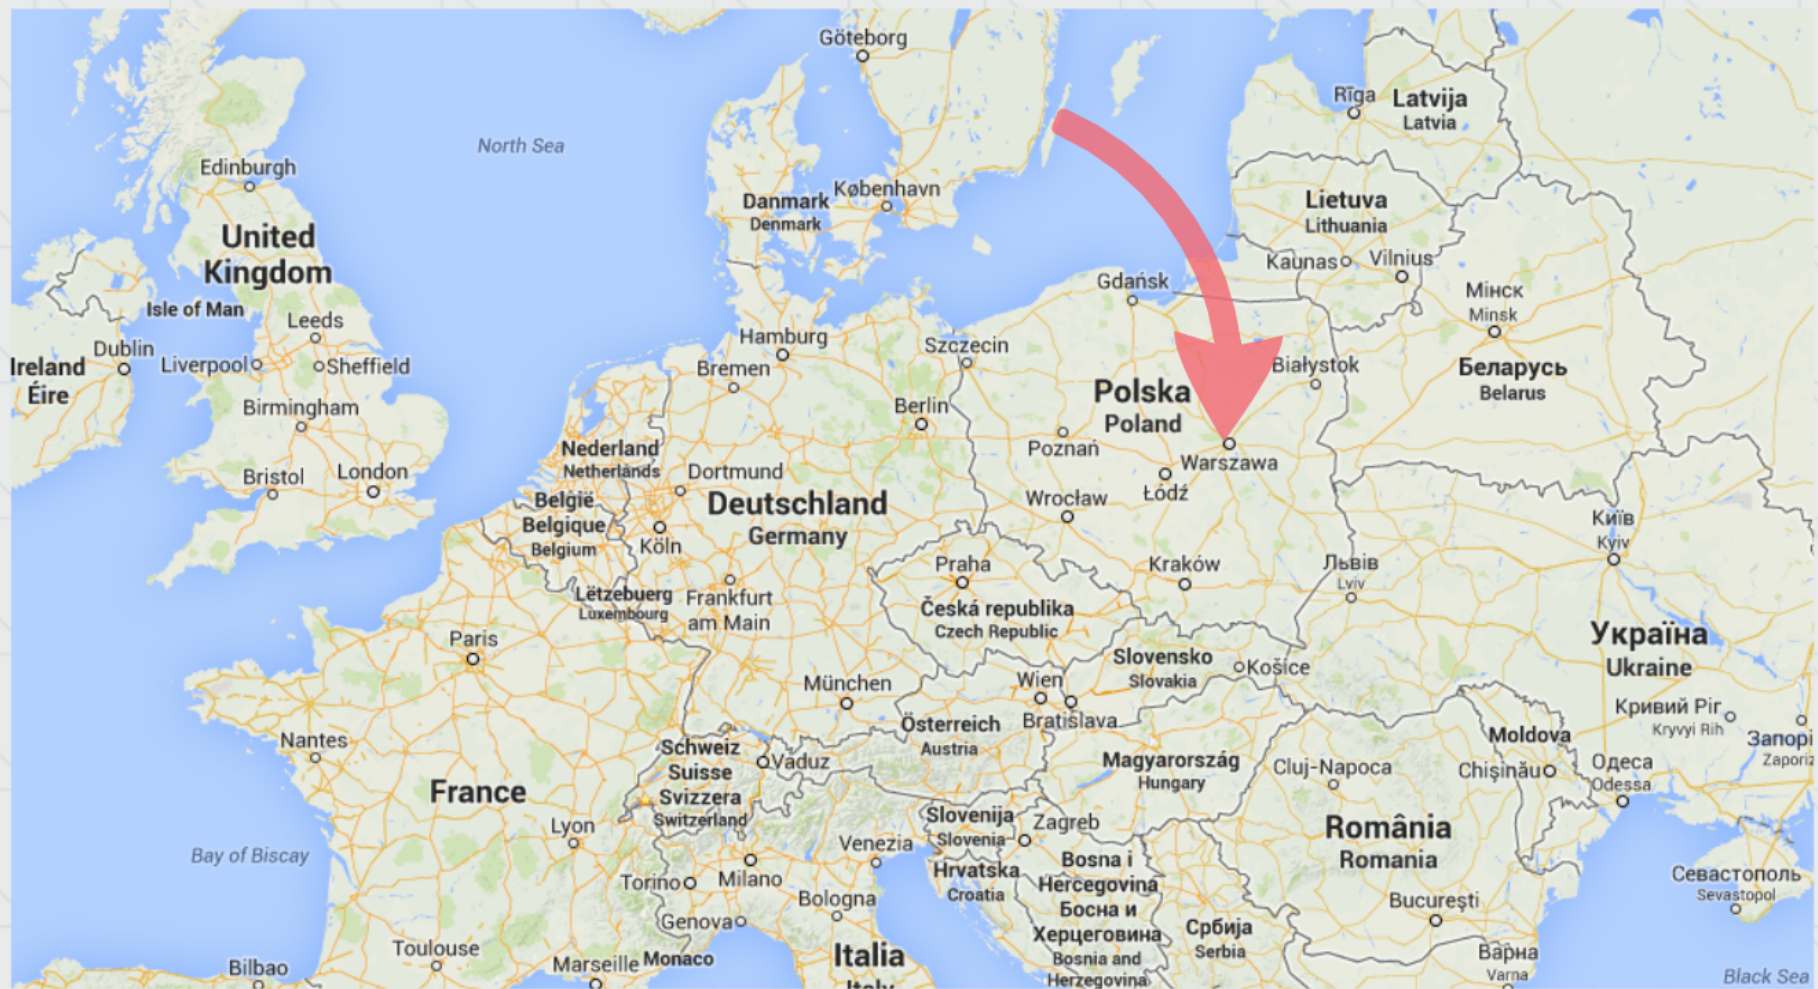 Göteborg
Rīga
Latvija
Latvia
North Sea
Edinburgh
København
Danmark
Denmark
Lietuva
Lithuania
United
Kingdom
Kaunas
Vilnius
Gdańsk
Мінск
Minsk
Isle of Man
Leeds
Hamburg
Szczecin
Dublin
Liverpool
Sheffield
Ireland
Éire
Bremen
Białystok
Беларусь
Belarus
Polska
Poland
Birmingham
Berlin
Poznań
Warszawa
Nederland
Netherlands
Dortmund
Bristol
London
Łódź
Wrocław
België
Belgique
Belgium
Deutschland
Germany
Köln
Київ
Kyiv
Praha
Kraków
Львів
Lviv
Lëtzebuerg
Luxembourg
Frankfurt
am Main
Česká republika
Czech Republic
Paris
Україна
Ukraine
Slovensko
Slovakia
Košice
München
Wien
Bratislava
Кривий Ріг
Kryvyi Rih
Österreich
Austria
Nantes
Schweiz
Suisse
Svizzera
Switzerland
Vaduz
Magyarország
Hungary
Cluj-Napoca
Moldova
Chișinău
Одеса
Odessa
Запорі
Zaporiz
France
Lyon
Slovenija
Slovenia
Zagreb
România
Romania
Bay of Biscay
Venezia
Torino
Milano
Hrvatska
Croatia
Bosna i
Hercegovina
Босна и
Херцеговина
Bosnia and
Herzegovina
Севастополь
Sevastopol
Bologna
București
Genova
Србија
Serbia
Toulouse
Marseille
Monaco
Italia
Italy
Bilbao
Варна
Varna
Black Sea